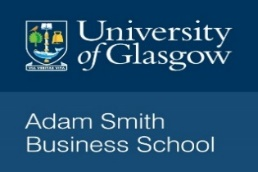 University
of Glasgow
Adam Smith
Business School